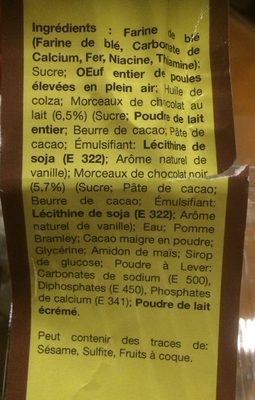 Ingrédients : Farine de blé
(Farine de blé, Carbonate de
Calcium, Fer, Niacine, Thiamine);
Sucre; OEuf entier de poules
élevées en plein air; Huile de
colza; Morceaux de chocolat au
lait (6,5%) (Sucre; Poudre de lait
entier; Beurre de cacao; Pâte de
cacao; Émulsifiant: Lécithine de
soja (E 322); Arôme naturel de
vanille); Morceaux de chocolat noir
(5,7%) (Sucre; Pâte de cacao;
Beurre de cacao; Émulsifiant:
Lécithine de soja (E 322); Arôme
naturel de vanille); Eau; Pomme
Bramley; Cacao maigre en poudre;
Glycérine; Amidon de maïs; Sirop
de glucose; Poudre à Lever:
Carbonates de sodium (E 500),
Diphosphates (E 450), Phosphates
de calcium (E 341); Poudre de lait
écrémé.
Peut contenir des traces de:
Sésame, Sulfite, Fruits à coque.